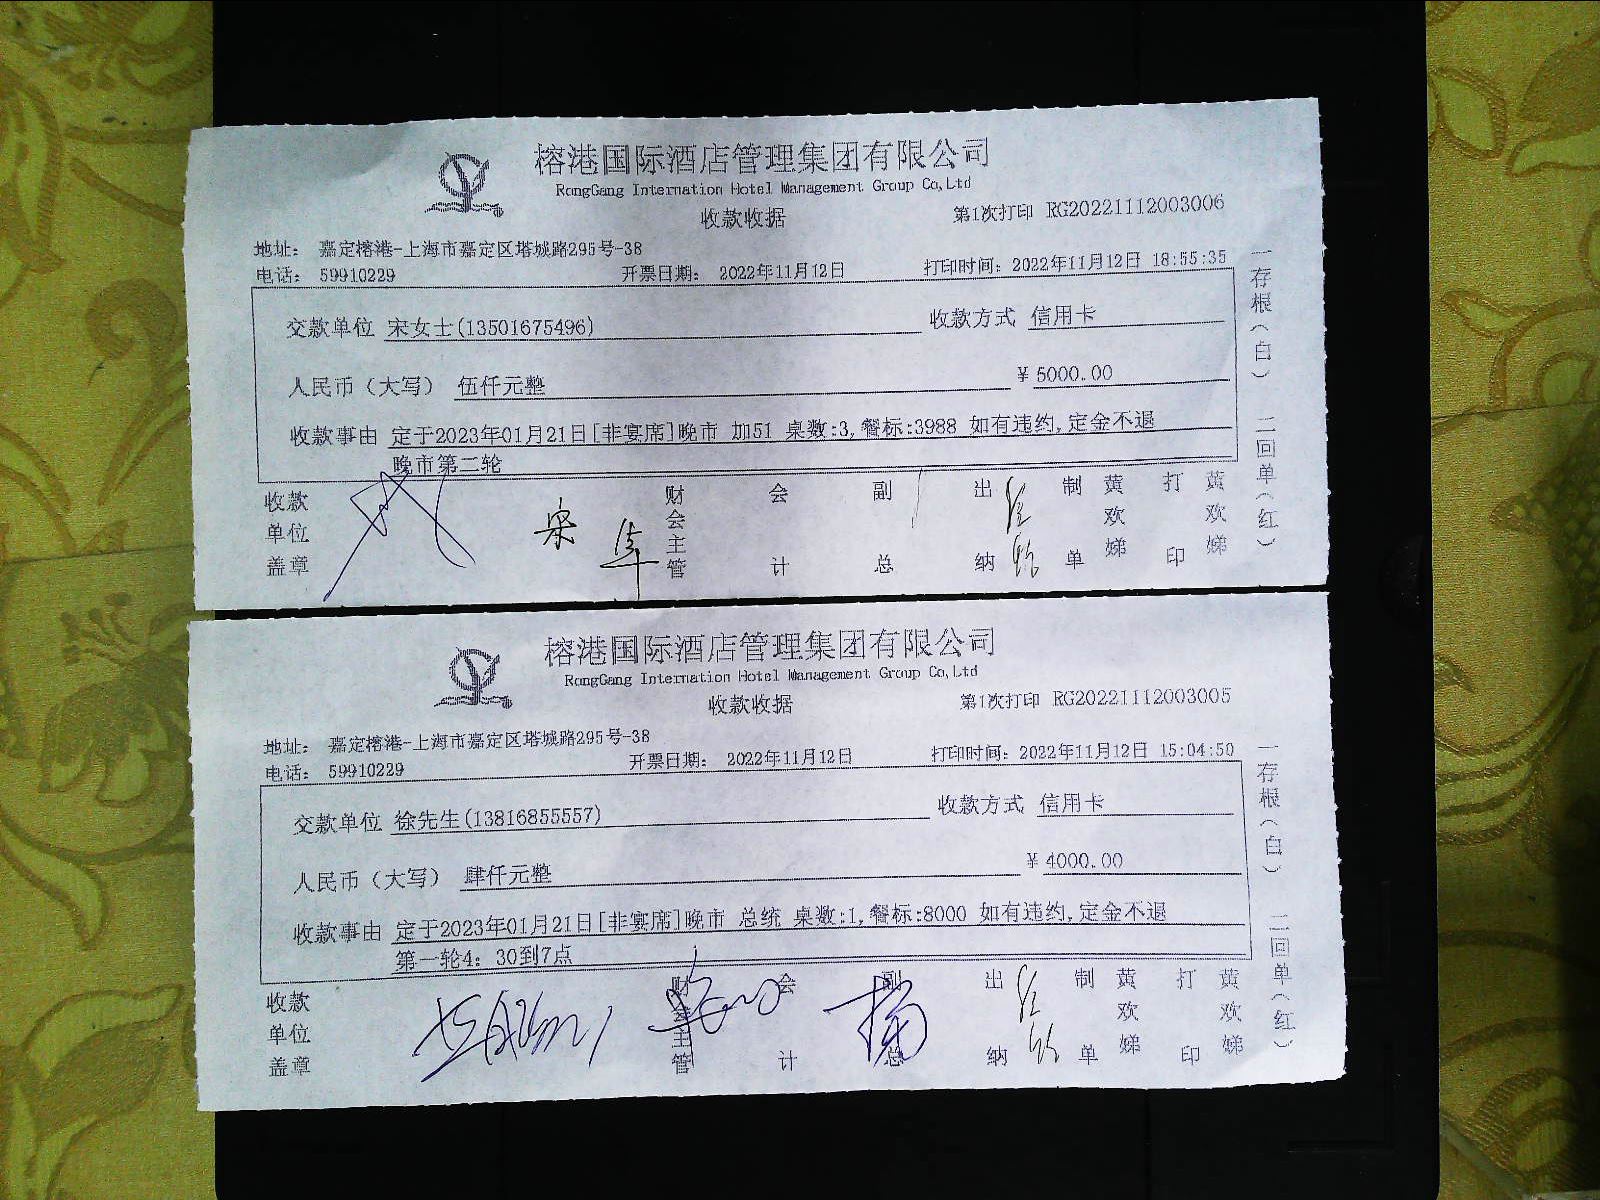 榕港国际酒店管理集团有限公司
RongGang Internation Hotel Management Group Co,Ltd
收款收据
第1次打印 RG20221112003006
地址： 嘉定榕港-上海市嘉定区塔城路295号-38
电话： 59910229 开票日期： 2022年11月12日 打印时间：2022年11月12日 18:55:35
交款单位 宋女士(13501675496) 收款方式 信用卡
人民币（大写） 伍仟元整 ¥ 5000.00
收款事由 定于2023年01月21日[非宴席]晚市 加51 桌数:3,餐标:3988 如有违约,定金不退
晚市第二轮
收款单位盖章 宋 财会主管 会计 副总 出纳 制单 黄欢娣 打印 黄欢娣
一存根（白） 二回单（红）
榕港国际酒店管理集团有限公司
RongGang Internation Hotel Management Group Co,Ltd
收款收据
第1次打印 RG20221112003005
地址： 嘉定榕港-上海市嘉定区塔城路295号-38
电话： 59910229 开票日期： 2022年11月12日 打印时间：2022年11月12日 15:04:50
交款单位 徐先生(13816855557) 收款方式 信用卡
人民币（大写） 肆仟元整 ¥ 4000.00
收款事由 定于2023年01月21日[非宴席]晚市 总统 桌数:1,餐标:8000 如有违约,定金不退
第一轮4：30到7点
收款单位盖章 财会主管 会计 副总 出纳 制单 黄欢娣 打印 黄欢娣
一存根（白） 二回单（红）